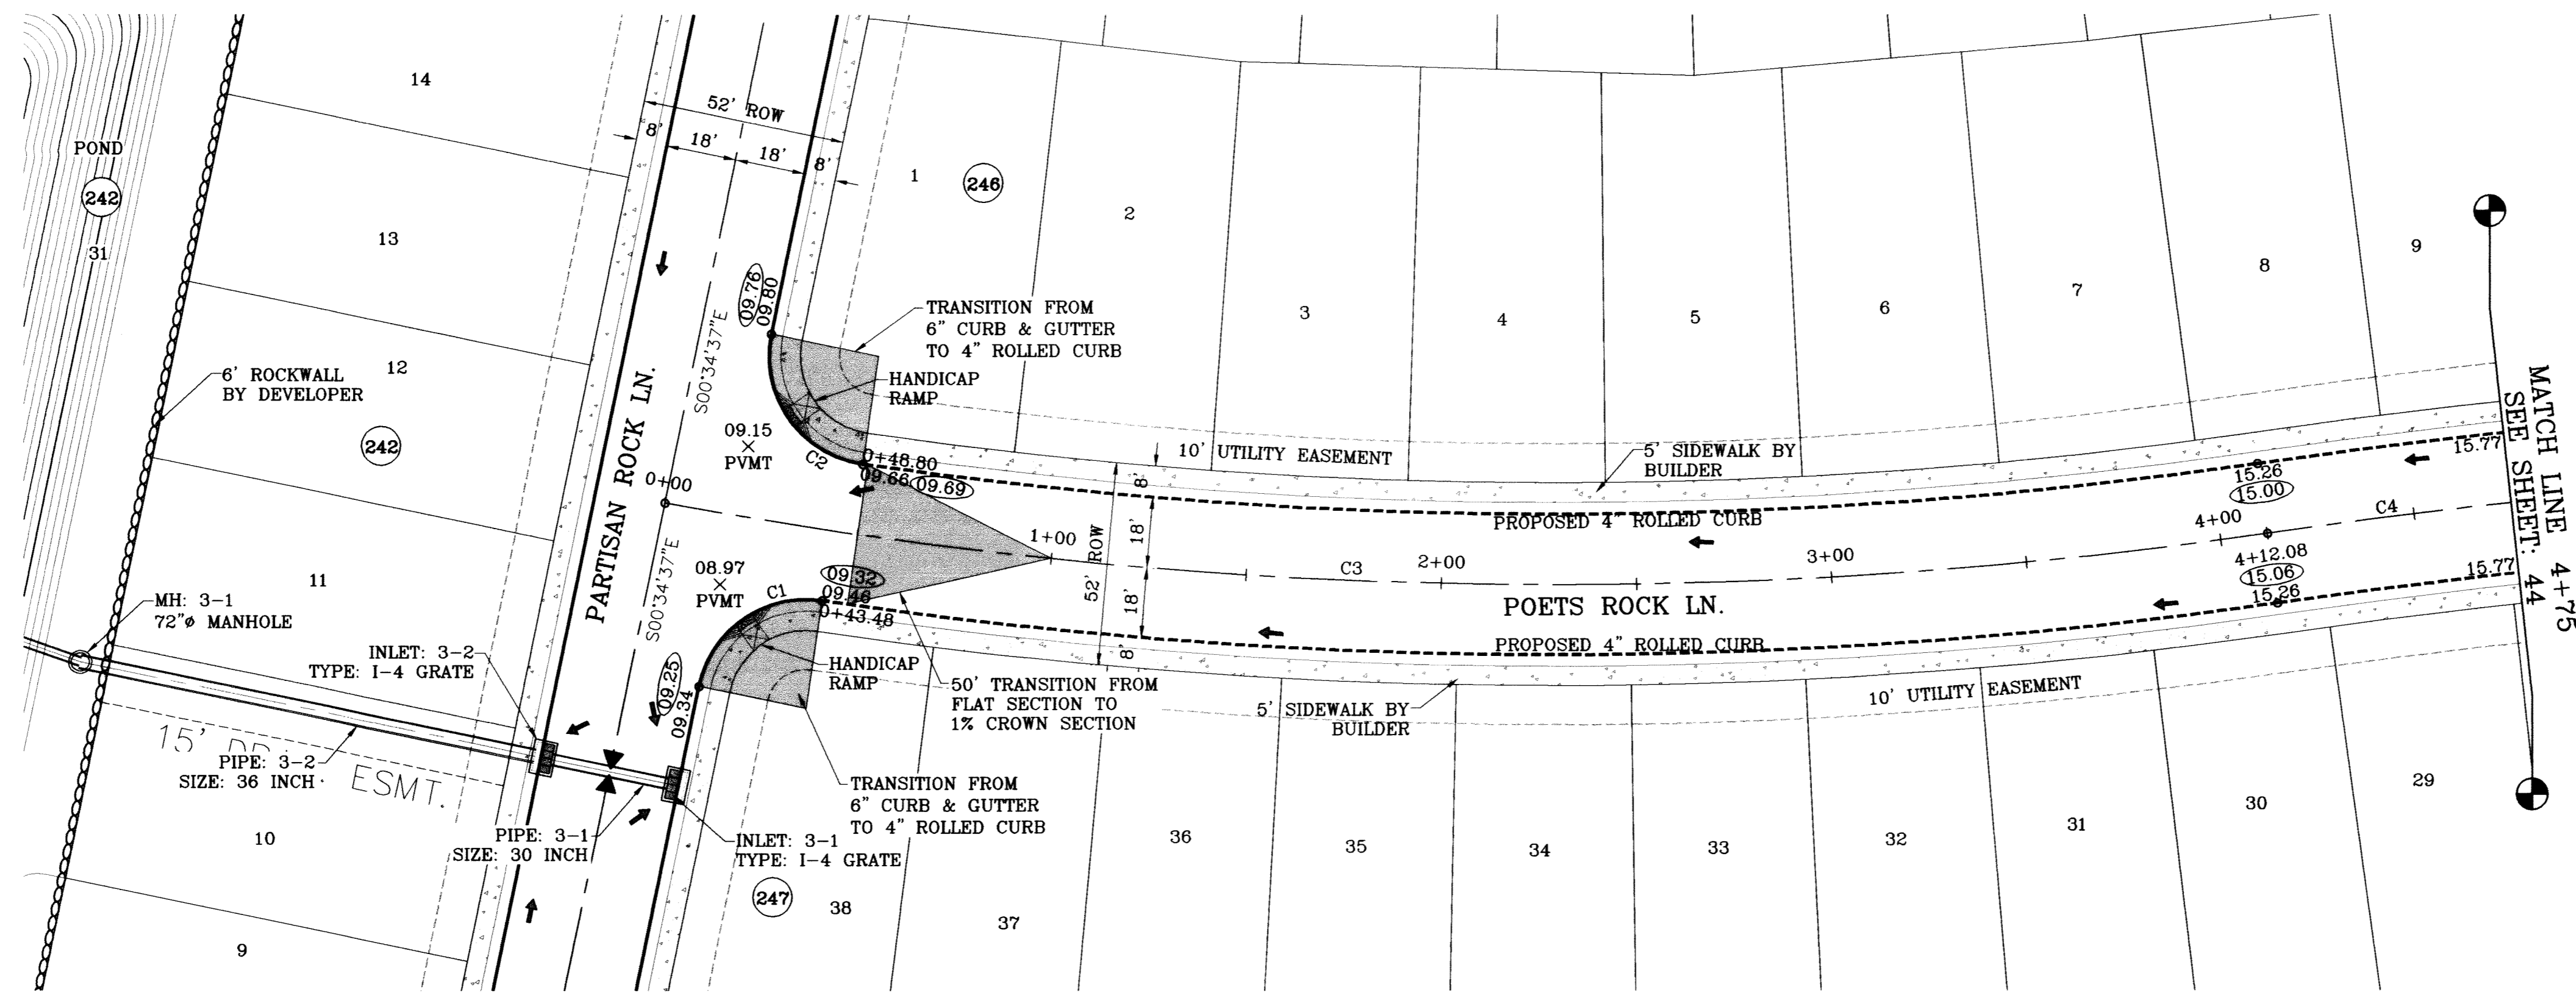 14
52' ROW
8'
18'
18'
8'
POND
242
31
13
1
246
2
3
4
5
6
7
8
9
09.76
09.80
TRANSITION FROM
6" CURB & GUTTER
TO 4" ROLLED CURB
HANDICAP
RAMP
S00°34'37"E
12
6' ROCKWALL
BY DEVELOPER
242
PARTISAN ROCK LN.
09.15
PVMT
C2
0+48.80
09.66
09.69
10' UTILITY EASEMENT
5' SIDEWALK BY
BUILDER
8'
15.77
15.26
15.00
MATCH LINE 4+75
SEE SHEET: 44
0+00
PROPOSED 4" ROLLED CURB
4+00
C4
1+00
52' ROW
18'
18'
8'
C3
2+00
3+00
4+12.08
15.06
15.26
15.77
S00°34'37"E
08.97
PVMT
C1
09.32
09.46
0+43.48
POETS ROCK LN.
PROPOSED 4" ROLLED CURB
11
MH: 3-1
72"ø MANHOLE
INLET: 3-2
TYPE: I-4 GRATE
09.25
09.34
HANDICAP
RAMP
50' TRANSITION FROM
FLAT SECTION TO
1% CROWN SECTION
5' SIDEWALK BY
BUILDER
10' UTILITY EASEMENT
15'
ESMT.
PIPE: 3-2
SIZE: 36 INCH
TRANSITION FROM
6" CURB & GUTTER
TO 4" ROLLED CURB
10
PIPE: 3-1
SIZE: 30 INCH
INLET: 3-1
TYPE: I-4 GRATE
247
38
37
36
35
34
33
32
31
30
29
9